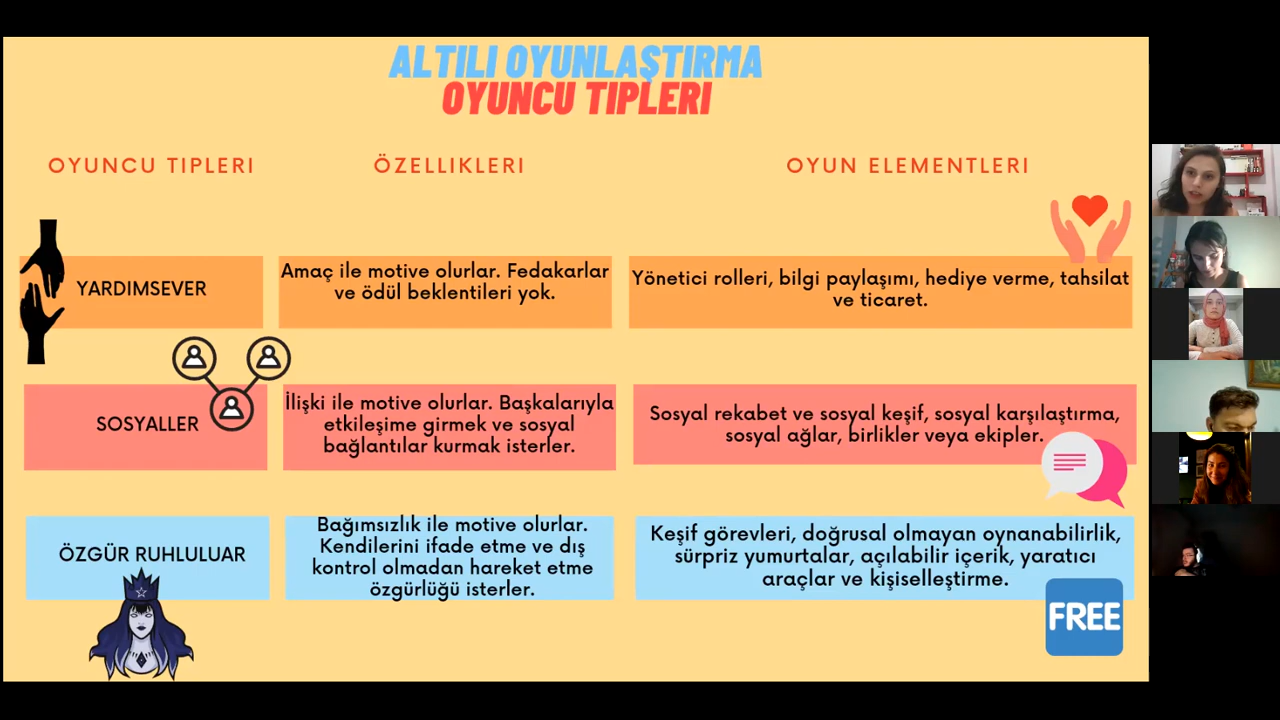 ALTILI OYUNLAŞTIRMA
OYUNCU TIPLERI
OYUNCU TIPLERI
ÖZELLIKLERI
OYUN ELEMENTLERI
YARDIMSEVER
Amaç ile motive olurlar. Fedakarlar
ve ödül beklentileri yok.
Yönetici rolleri, bilgi paylaşımı, hediye verme, tahsilat
ve ticaret.
SOSYALLER
İlişki ile motive olurlar. Başkalarıyla
etkileşime girmek ve sosyal
bağlantılar kurmak isterler.
Sosyal rekabet ve sosyal keşif, sosyal karşılaştırma,
sosyal ağlar, birlikler veya ekipler.
ÖZGÜR RUHLULUAR
Bağımsızlık ile motive olurlar.
Kendilerini ifade etme ve dış
kontrol olmadan hareket etme
özgürlüğü isterler.
Keşif görevleri, doğrusal olmayan oynanabilirlik,
sürpriz yumurtalar, açılabilir içerik, yaratıcı
araçlar ve kişiselleştirme.
FREE